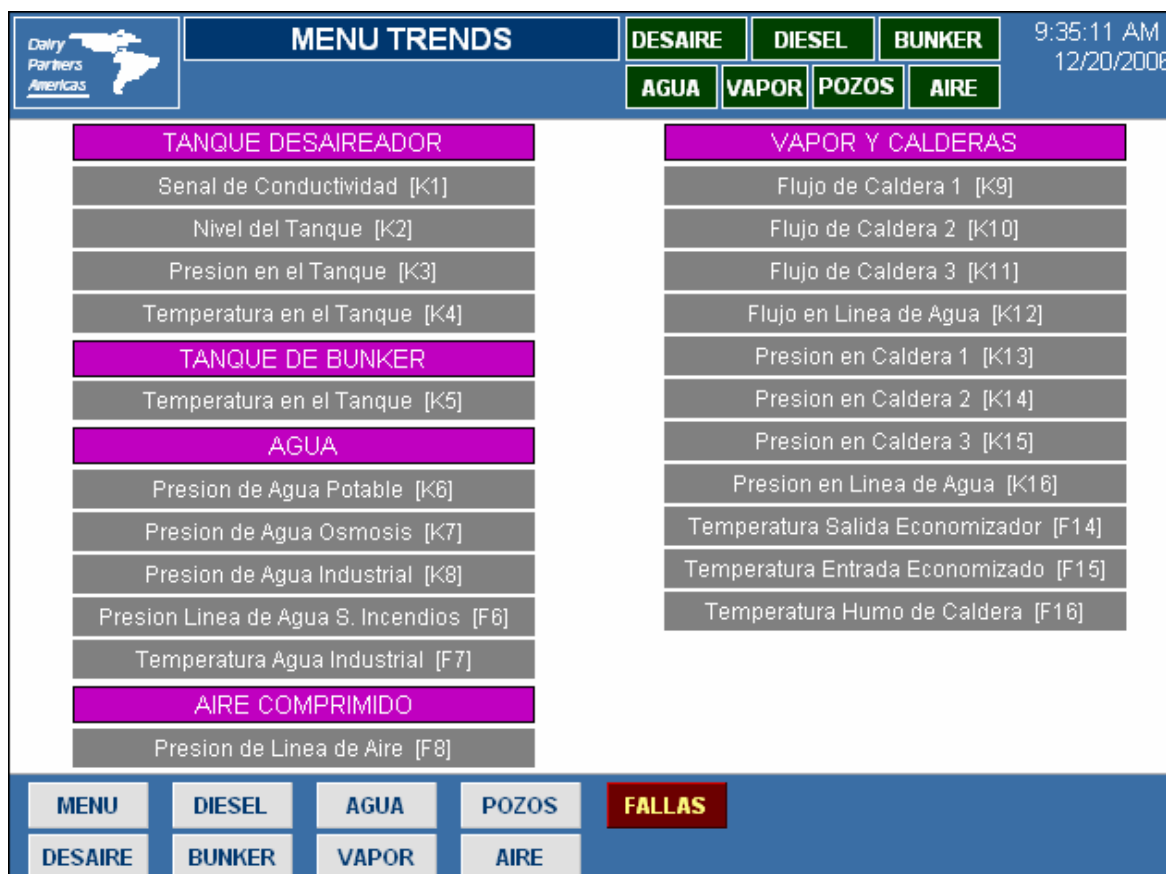 Dairy
Partners
Americas
MENU TRENDS
DESAIRE DIESEL BUNKER
AGUA VAPOR POZOS AIRE
9:35:11 AM
12/20/2006
TANQUE DESAIREADOR
Senal de Conductividad [K1]
Nivel del Tanque [K2]
Presion en el Tanque [K3]
Temperatura en el Tanque [K4]
TANQUE DE BUNKER
Temperatura en el Tanque [K5]
AGUA
Presion de Agua Potable [K6]
Presion de Agua Osmosis [K7]
Presion de Agua Industrial [K8]
Presion Linea de Agua S. Incendios [F6]
Temperatura Agua Industrial [F7]
AIRE COMPRIMIDO
Presion de Linea de Aire [F8]
VAPOR Y CALDERAS
Flujo de Caldera 1 [K9]
Flujo de Caldera 2 [K10]
Flujo de Caldera 3 [K11]
Flujo en Linea de Agua [K12]
Presion en Caldera 1 [K13]
Presion en Caldera 2 [K14]
Presion en Caldera 3 [K15]
Presion en Linea de Agua [K16]
Temperatura Salida Economizador [F14]
Temperatura Entrada Economizado [F15]
Temperatura Humo de Caldera [F16]
MENU DIESEL AGUA POZOS FALLAS
DESAIRE BUNKER VAPOR AIRE